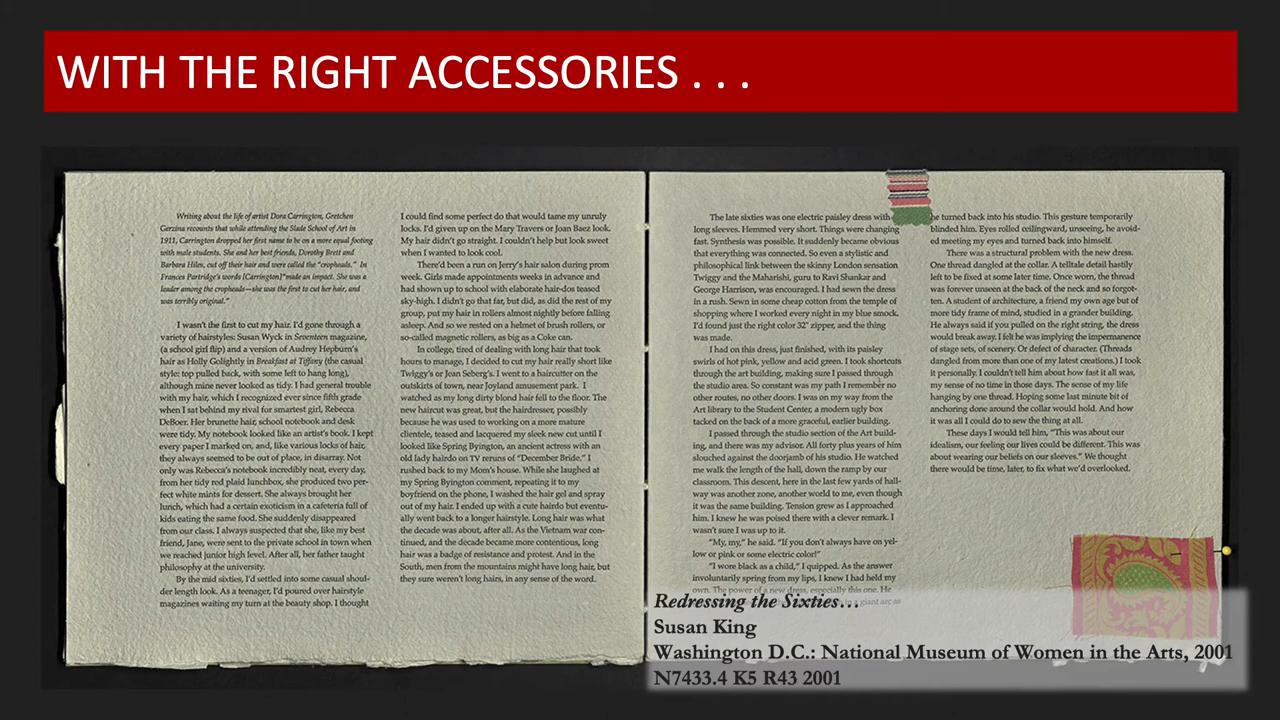 WITH THE RIGHT ACCESSORIES . . .
Writing about the life of artist Dora Carrington, Gretchen
Gerzina recounts that while attending the Slade School of Art in
1911, Carrington dropped her first name to be on a more equal footing
with male students. She and her best friends, Dorothy Brett and
Barbara Hiles, cut off their hair and were called the "cropheads." In
Frances Partridge's words [Carrington]"made an impact. She was a
leader among the cropheads—she was the first to cut her hair, and
was terribly original."
I wasn't the first to cut my hair. I'd gone through a
variety of hairstyles: Susan Wyck in Seventeen magazine,
(a school girl flip) and a version of Audrey Hepburn's
hair as Holly Golightly in Breakfast at Tiffany (the casual
style: top pulled back, with some left to hang long),
although mine never looked as tidy. I had general trouble
with my hair, which I recognized ever since fifth grade
when I sat behind my rival for smartest girl, Rebecca
DeBoer. Her brunette hair, school notebook and desk
were tidy. My notebook looked like an artist's book. I kept
every paper I marked on, and, like various locks of hair,
they always seemed to be out of place, in disarray. Not
only was Rebecca's notebook incredibly neat, every day,
from her tidy red plaid lunchbox, she produced two per-
fect white mints for dessert. She always brought her
lunch, which had a certain exoticism in a cafeteria full of
kids eating the same food. She suddenly disappeared
from our class. I always suspected that she, like my best
friend, Jane, were sent to the private school in town when
we reached junior high level. After all, her father taught
philosophy at the university.
By the mid sixties, I'd settled into some casual shoul-
der length look. As a teenager, I'd poured over hairstyle
magazines waiting my turn at the beauty shop. I thought
I could find some perfect do that would tame my unruly
locks. I'd given up on the Mary Travers or Joan Baez look.
My hair didn't go straight. I couldn't help but look sweet
when I wanted to look cool.
There'd been a run on Jerry's hair salon during prom
week. Girls made appointments weeks in advance and
had shown up to school with elaborate hair-dos teased
sky-high. I didn't go that far, but did, as did the rest of my
group, put my hair in rollers almost nightly before falling
asleep. And so we rested on a helmet of brush rollers, or
so-called magnetic rollers, as big as a Coke can.
In college, tired of dealing with long hair that took
hours to manage, I decided to cut my hair really short like
Twiggy's or Jean Seberg's. I went to a haircutter on the
outskirts of town, near Joyland amusement park. I
watched as my long dirty blond hair fell to the floor. The
new haircut was great, but the hairdresser, possibly
because he was used to working on a more mature
clientele, teased and lacquered my sleek new cut until I
looked like Spring Byington, an ancient actress with an
old lady hairdo on TV reruns of "December Bride." I
rushed back to my Mom's house. While she laughed at
my Spring Byington comment, repeating it to my
boyfriend on the phone, I washed the hair gel and spray
out of my hair. I ended up with a cute hairdo but eventu-
ally went back to a longer hairstyle. Long hair was what
the decade was about, after all. As the Vietnam war con-
tinued, and the decade became more contentious, long
hair was a badge of resistance and protest. And in the
South, men from the mountains might have long hair, but
they sure weren't long hairs, in any sense of the word.
The late sixties was one electric paisley dress with
long sleeves. Hemmed very short. Things were changing
fast. Synthesis was possible. It suddenly became obvious
that everything was connected. So even a stylistic and
philosophical link between the skinny London sensation
Twiggy and the Maharishi, guru to Ravi Shankar and
George Harrison, was encouraged. I had sewn the dress
in a rush. Sewn in some cheap cotton from the temple of
shopping where I worked every night in my blue smock.
I'd found just the right color 32" zipper, and the thing
was made.
I had on this dress, just finished, with its paisley
swirls of hot pink, yellow and acid green. I took shortcuts
through the art building, making sure I passed through
the studio area. So constant was my path I remember no
other routes, no other doors. I was on my way from the
Art library to the Student Center, a modern ugly box
tacked on the back of a more graceful, earlier building.
I passed through the studio section of the Art build-
ing, and there was my advisor. All forty plus years of him
slouched against the doorjamb of his studio. He watched
me walk the length of the hall, down the ramp by our
classroom. This descent, here in the last few yards of hall-
way was another zone, another world to me, even though
it was the same building. Tension grew as I approached
him. I knew he was poised there with a clever remark. I
wasn't sure I was up to it.
"My, my," he said. "If you don't always have on yel-
low or pink or some electric color!"
"I wore black as a child," I quipped. As the answer
involuntarily spring from my lips, I knew I had held my
own. The power of a new dress, especially this one. He
in a giant arc as
he turned back into his studio. This gesture temporarily
blinded him. Eyes rolled ceilingward, unseeing, he avoid-
ed meeting my eyes and turned back into himself.
There was a structural problem with the new dress.
One thread dangled at the collar. A telltale detail hastily
left to be fixed at some later time. Once worn, the thread
was forever unseen at the back of the neck and so forgot-
ten. A student of architecture, a friend my own age but of
more tidy frame of mind, studied in a grander building.
He always said if you pulled on the right string, the dress
would break away. I felt he was implying the impermanence
of stage sets, of scenery. Or defect of character. (Threads
dangled from more than one of my latest creations.) I took
it personally. I couldn't tell him about how fast it all was,
my sense of no time in those days. The sense of my life
hanging by one thread. Hoping some last minute bit of
anchoring done around the collar would hold. And how
it was all I could do to sew the thing at all.
These days I would tell him, "This was about our
idealism, our feeling our lives could be different. This was
about wearing our beliefs on our sleeves." We thought
there would be time, later, to fix what we'd overlooked.
Redressing the Sixties…
Susan King
Washington D.C.: National Museum of Women in the Arts, 2001
N7433.4 K5 R43 2001